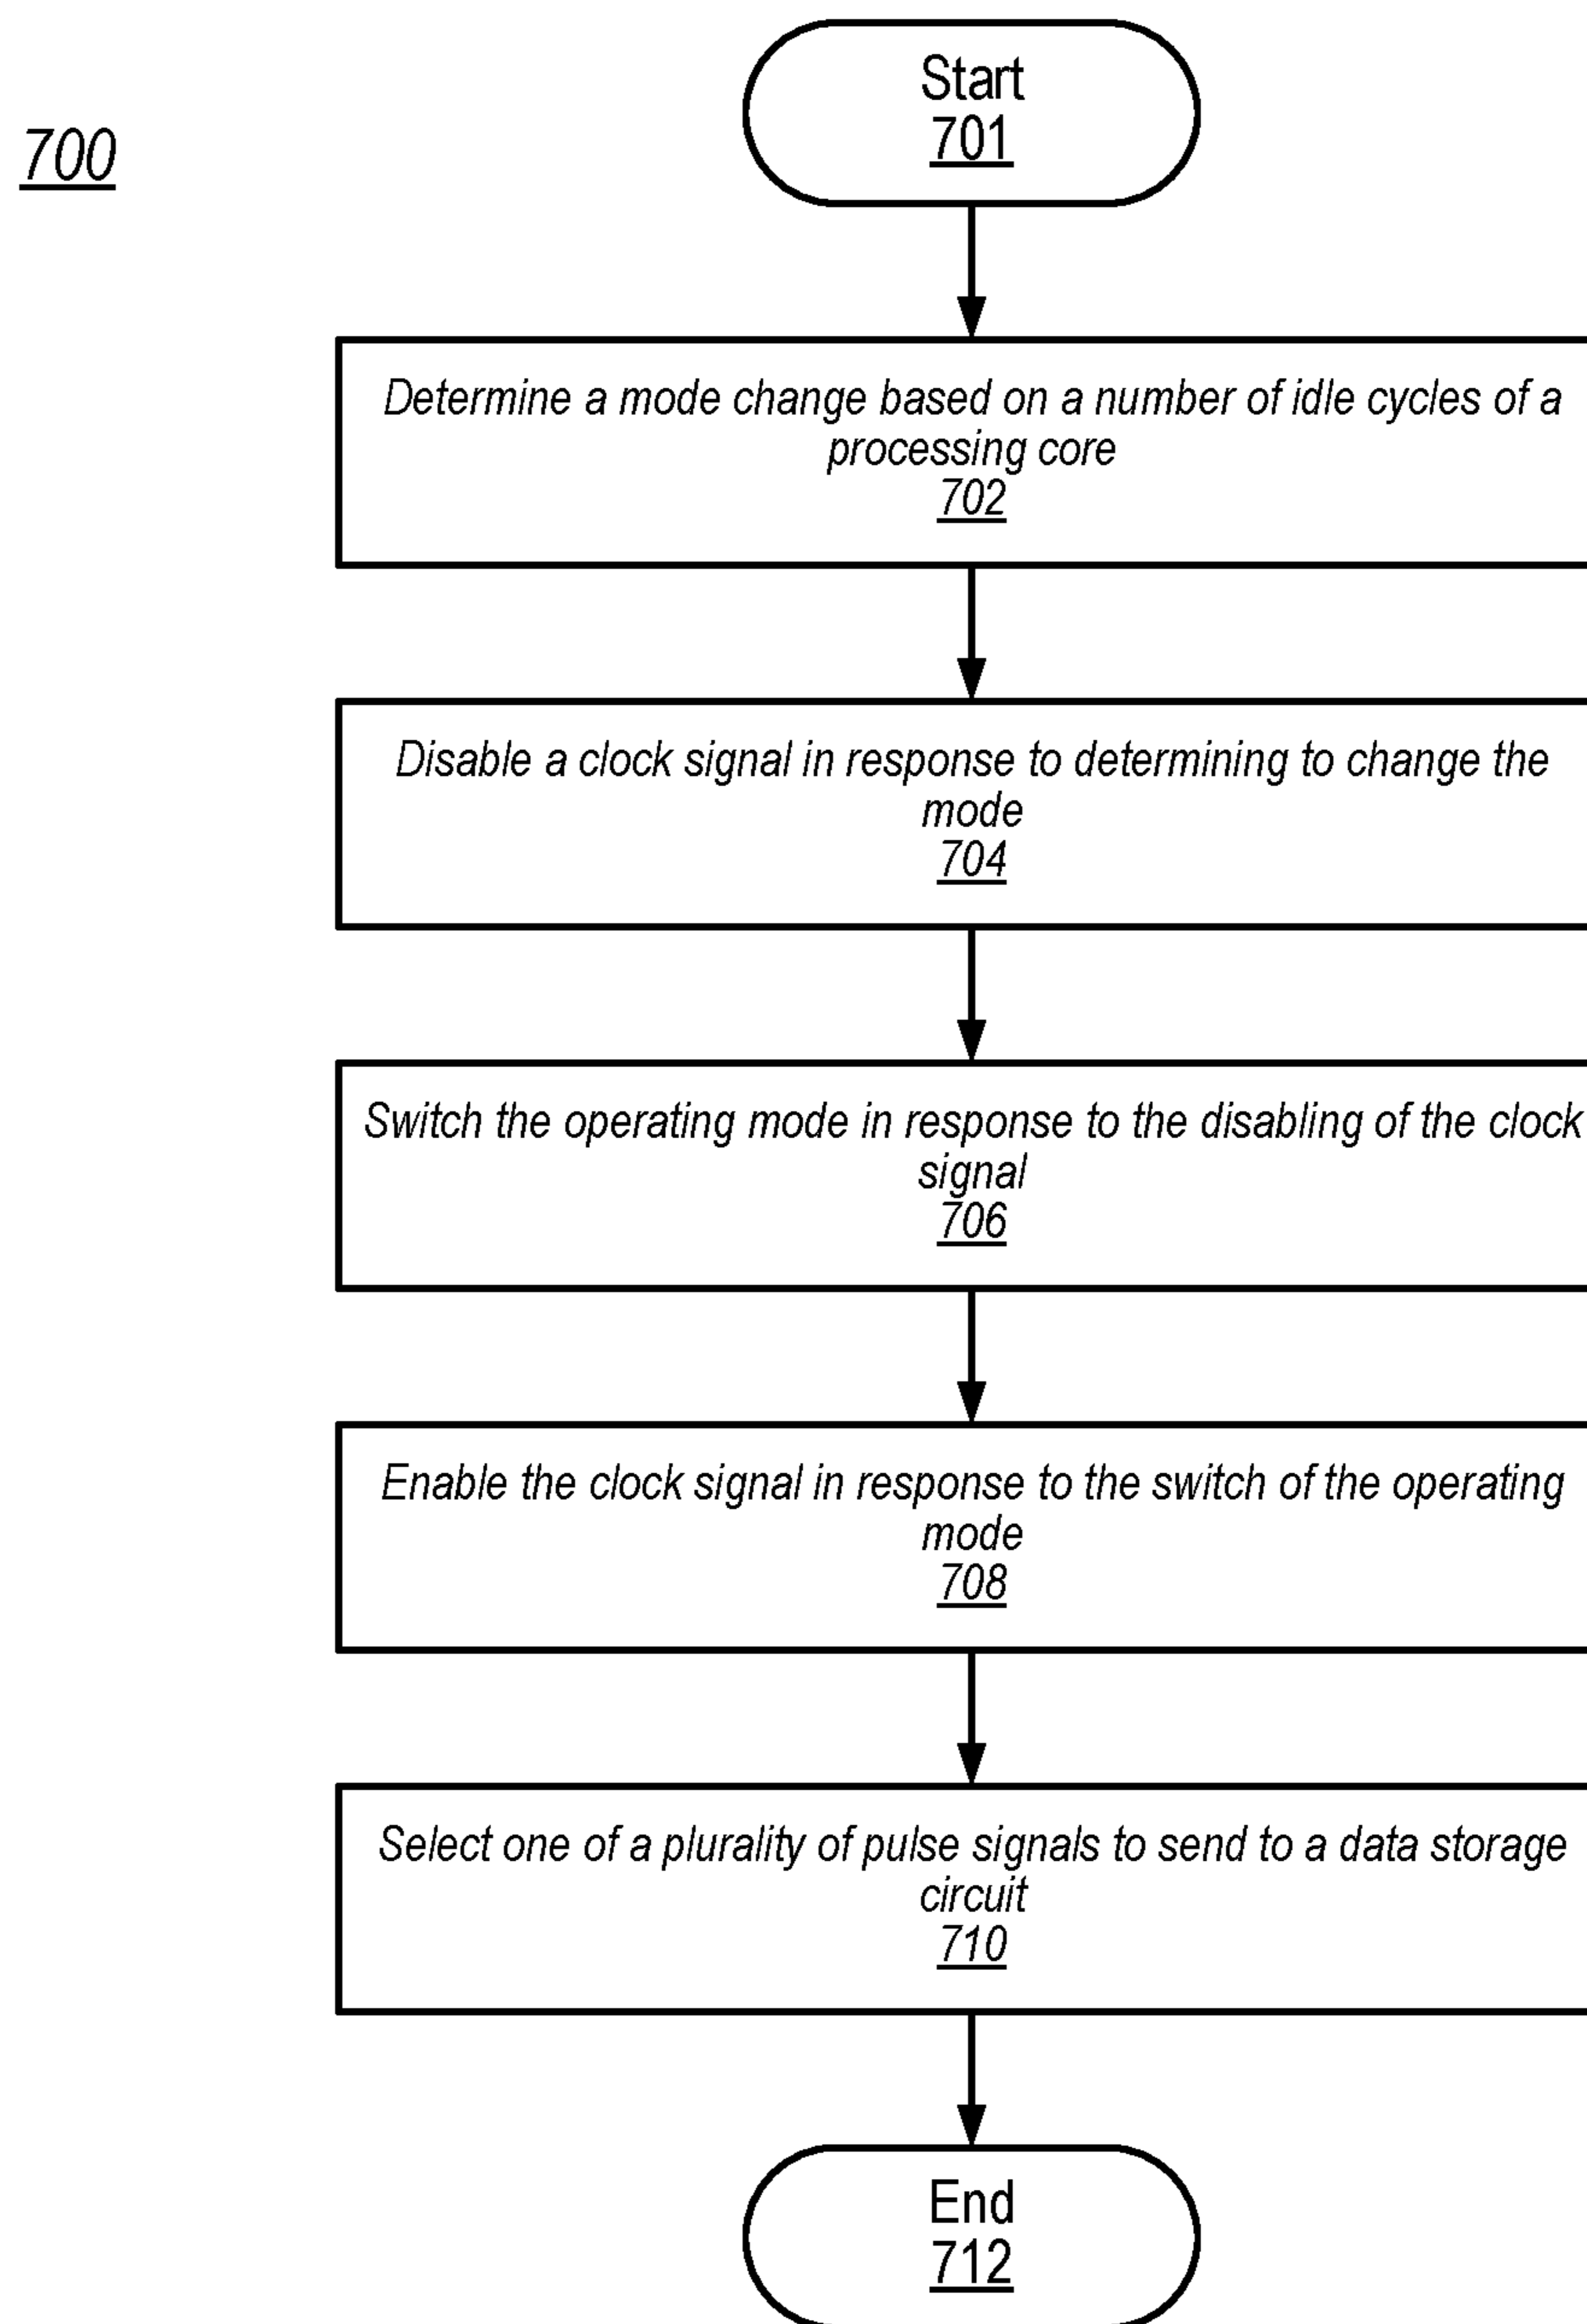 700
Start
701
Determine a mode change based on a number of idle cycles of a
processing core
702
Disable a clock signal in response to determining to change the
mode
704
Switch the operating mode in response to the disabling of the clock
signal
706
Enable the clock signal in response to the switch of the operating
mode
708
Select one of a plurality of pulse signals to send to a data storage
circuit
710
End
712